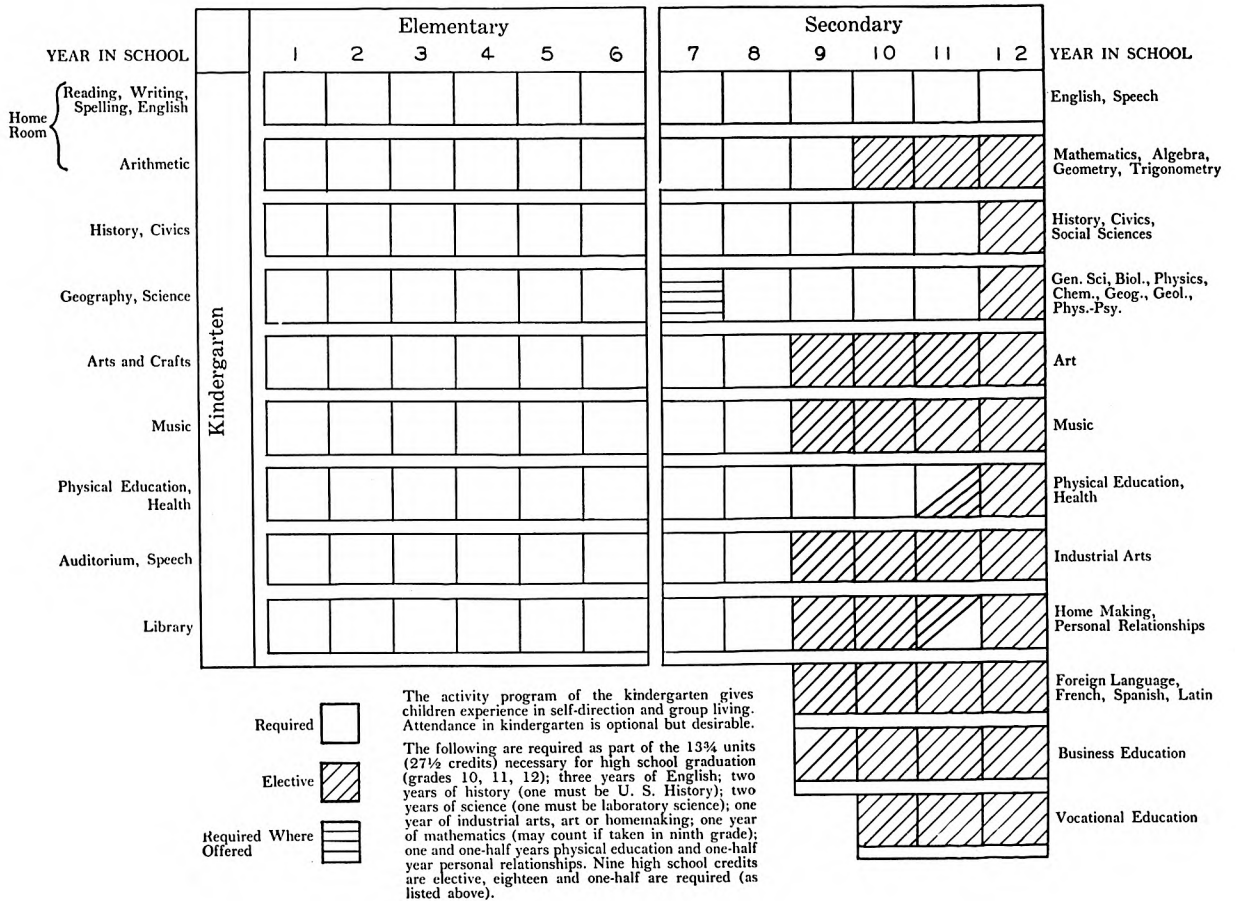 Elementary
Secondary
YEAR IN SCHOOL
1 2 3 4 5 6 7 8 9 10 11 12
YEAR IN SCHOOL
Home
Room
Reading, Writing,
Spelling, English
Arithmetic
History, Civics
Geography, Science
Arts and Crafts
Music
Physical Education,
Health
Auditorium, Speech
Library
Kindergarten
English, Speech
Mathematics, Algebra,
Geometry, Trigonometry
History, Civics,
Social Sciences
Gen. Sci, Biol., Physics,
Chem., Geog., Geol.,
Phys.-Psy.
Art
Music
Physical Education,
Health
Industrial Arts
Home Making,
Personal Relationships
Foreign Language,
French, Spanish, Latin
Business Education
Vocational Education
Required
Elective
Required Where
Offered
The activity program of the kindergarten gives
children experience in self-direction and group living.
Attendance in kindergarten is optional but desirable.
The following are required as part of the 13¾ units
(27½ credits) necessary for high school graduation
(grades 10, 11, 12); three years of English; two
years of history (one must be U. S. History); two
years of science (one must be laboratory science); one
year of industrial arts, art or homemaking; one year
of mathematics (may count if taken in ninth grade);
one and one-half years physical education and one-half
year personal relationships. Nine high school credits
are elective, eighteen and one-half are required (as
listed above).